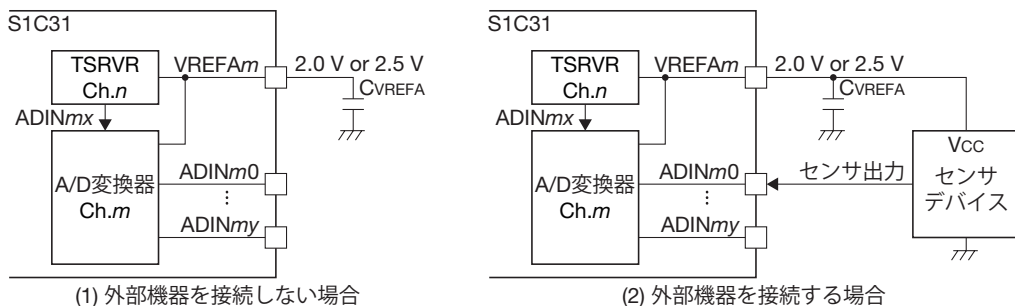 S1C31
TSRVR
Ch.n
VREFAm
2.0 V or 2.5 V
CVREFA
ADINmx
A/D変換器
Ch.m
ADINm0
⋮
ADINmy
(1) 外部機器を接続しない場合
S1C31
TSRVR
Ch.n
VREFAm
2.0 V or 2.5 V
CVREFA
ADINmx
A/D変換器
Ch.m
ADINm0
⋮
ADINmy
センサ出力
VCC
センサ
デバイス
(2) 外部機器を接続する場合